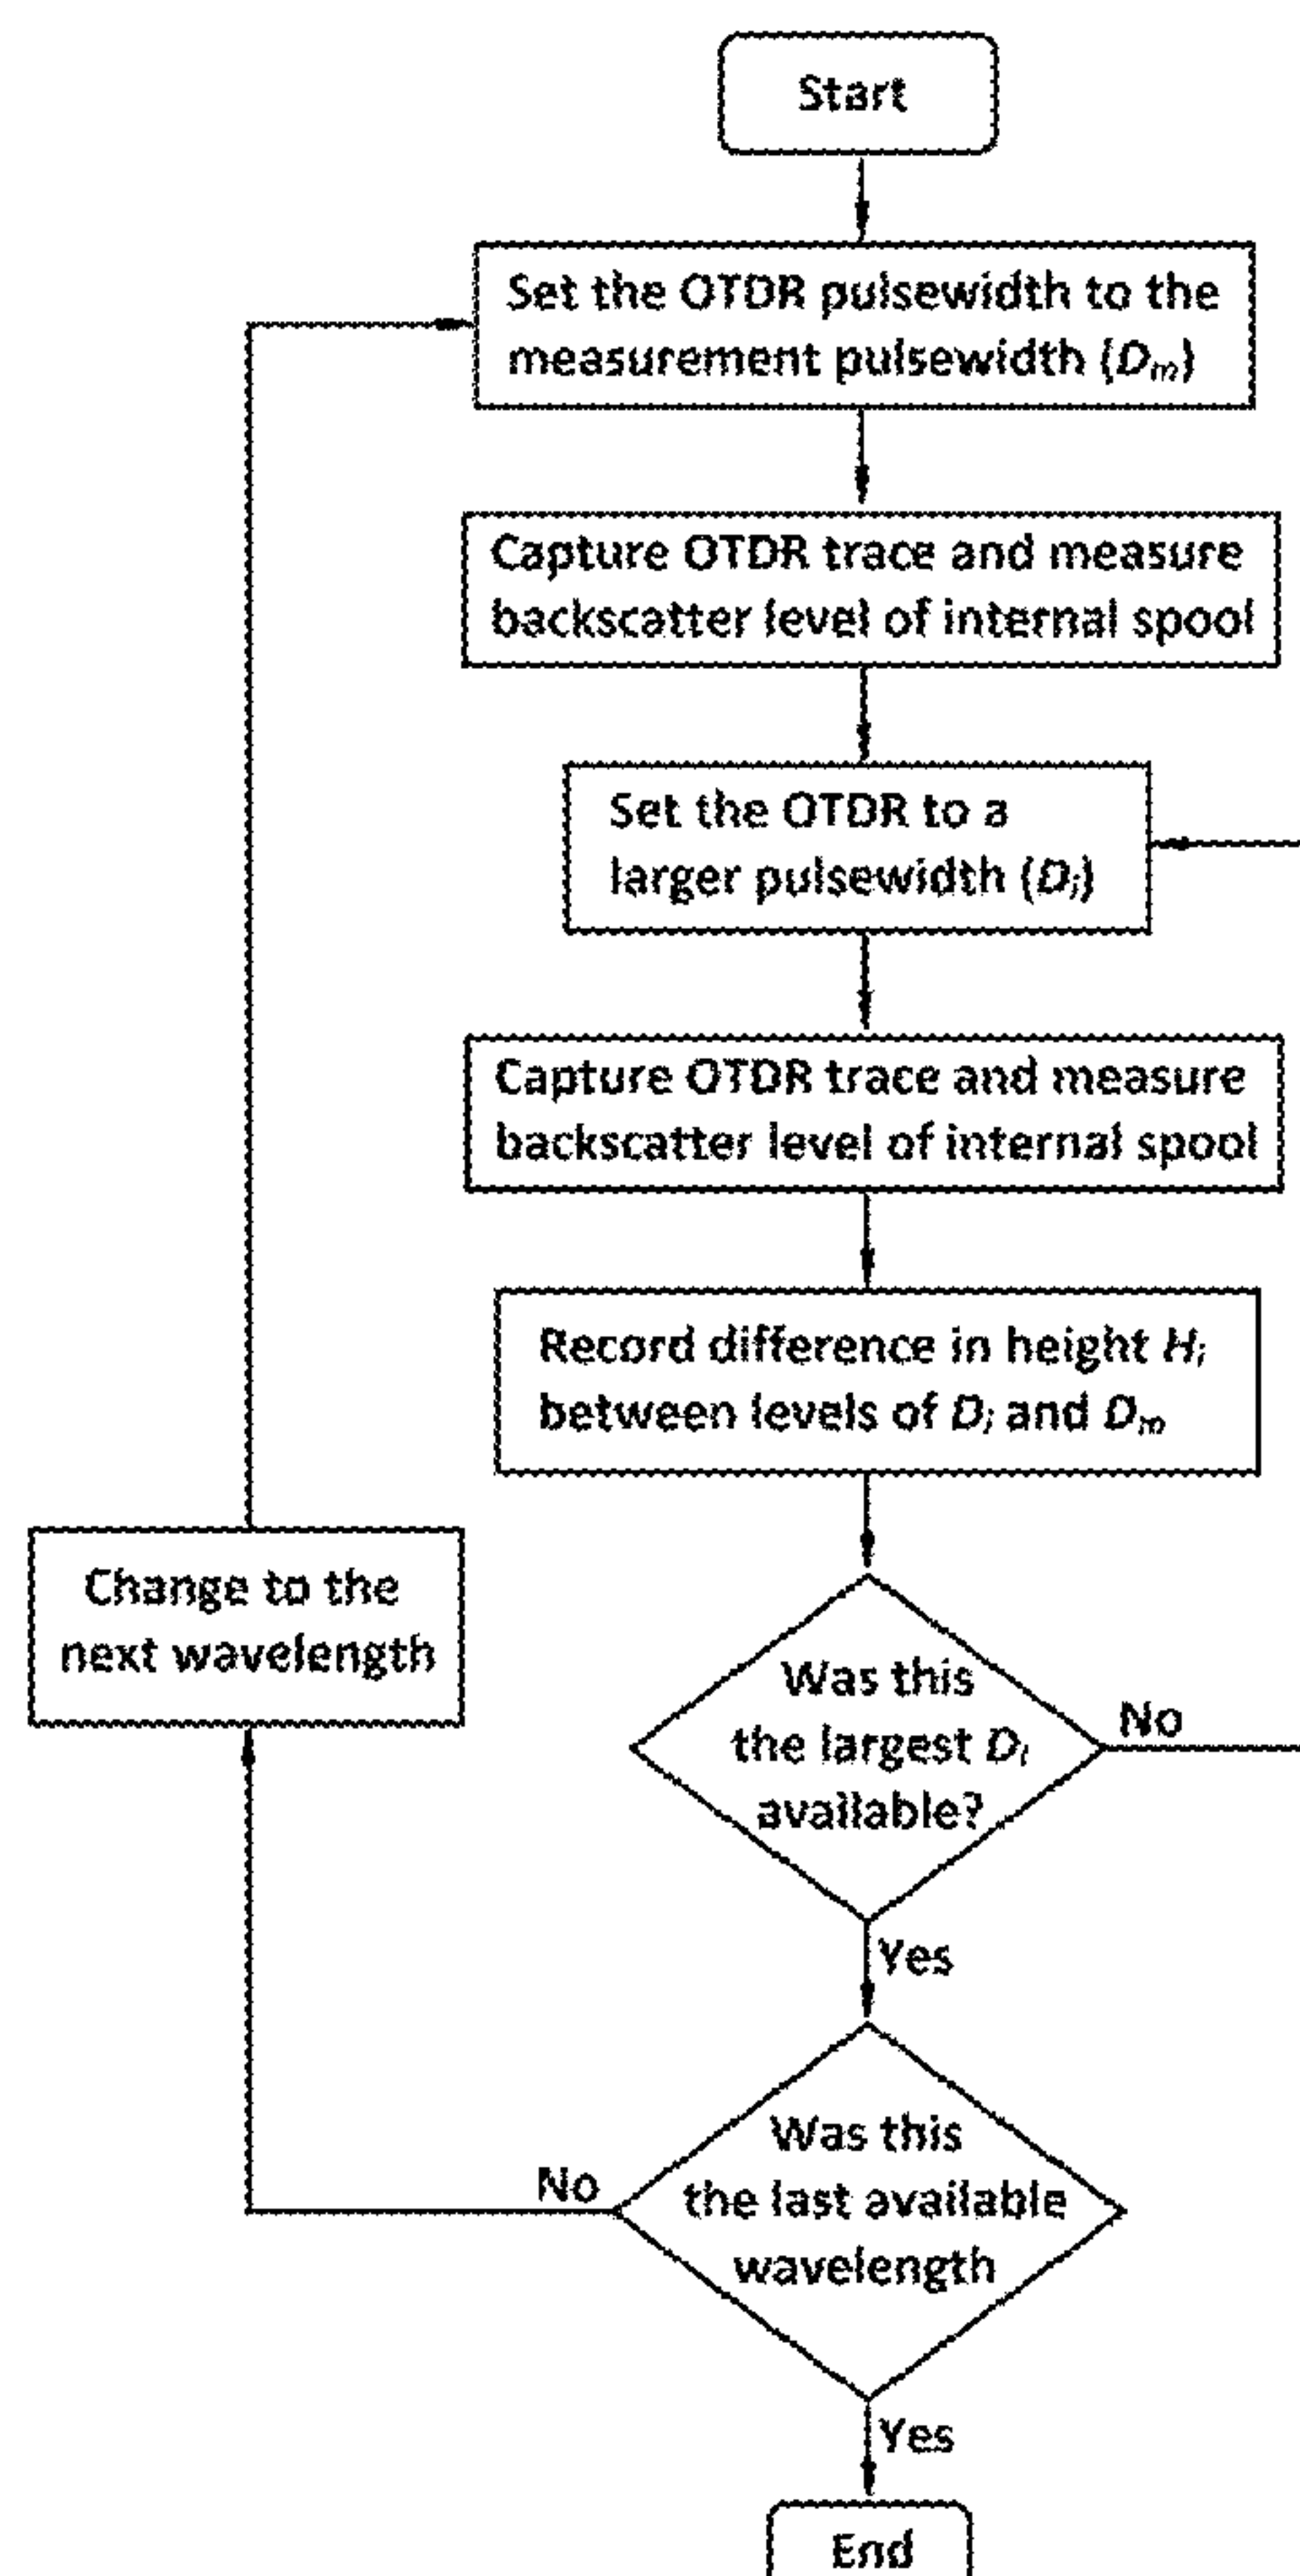 Start
Set the OTDR pulsewidth to the
measurement pulsewidth (Dm)
Capture OTDR trace and measure
backscatter level of internal spool
Set the OTDR to a
larger pulsewidth (Di)
Capture OTDR trace and measure
backscatter level of internal spool
Record difference in height Hi
between levels of Di and Dm
Change to the
next wavelength
Was this
the largest Di
available?
No
Yes
Was this
the last available
wavelength
No
Yes
End